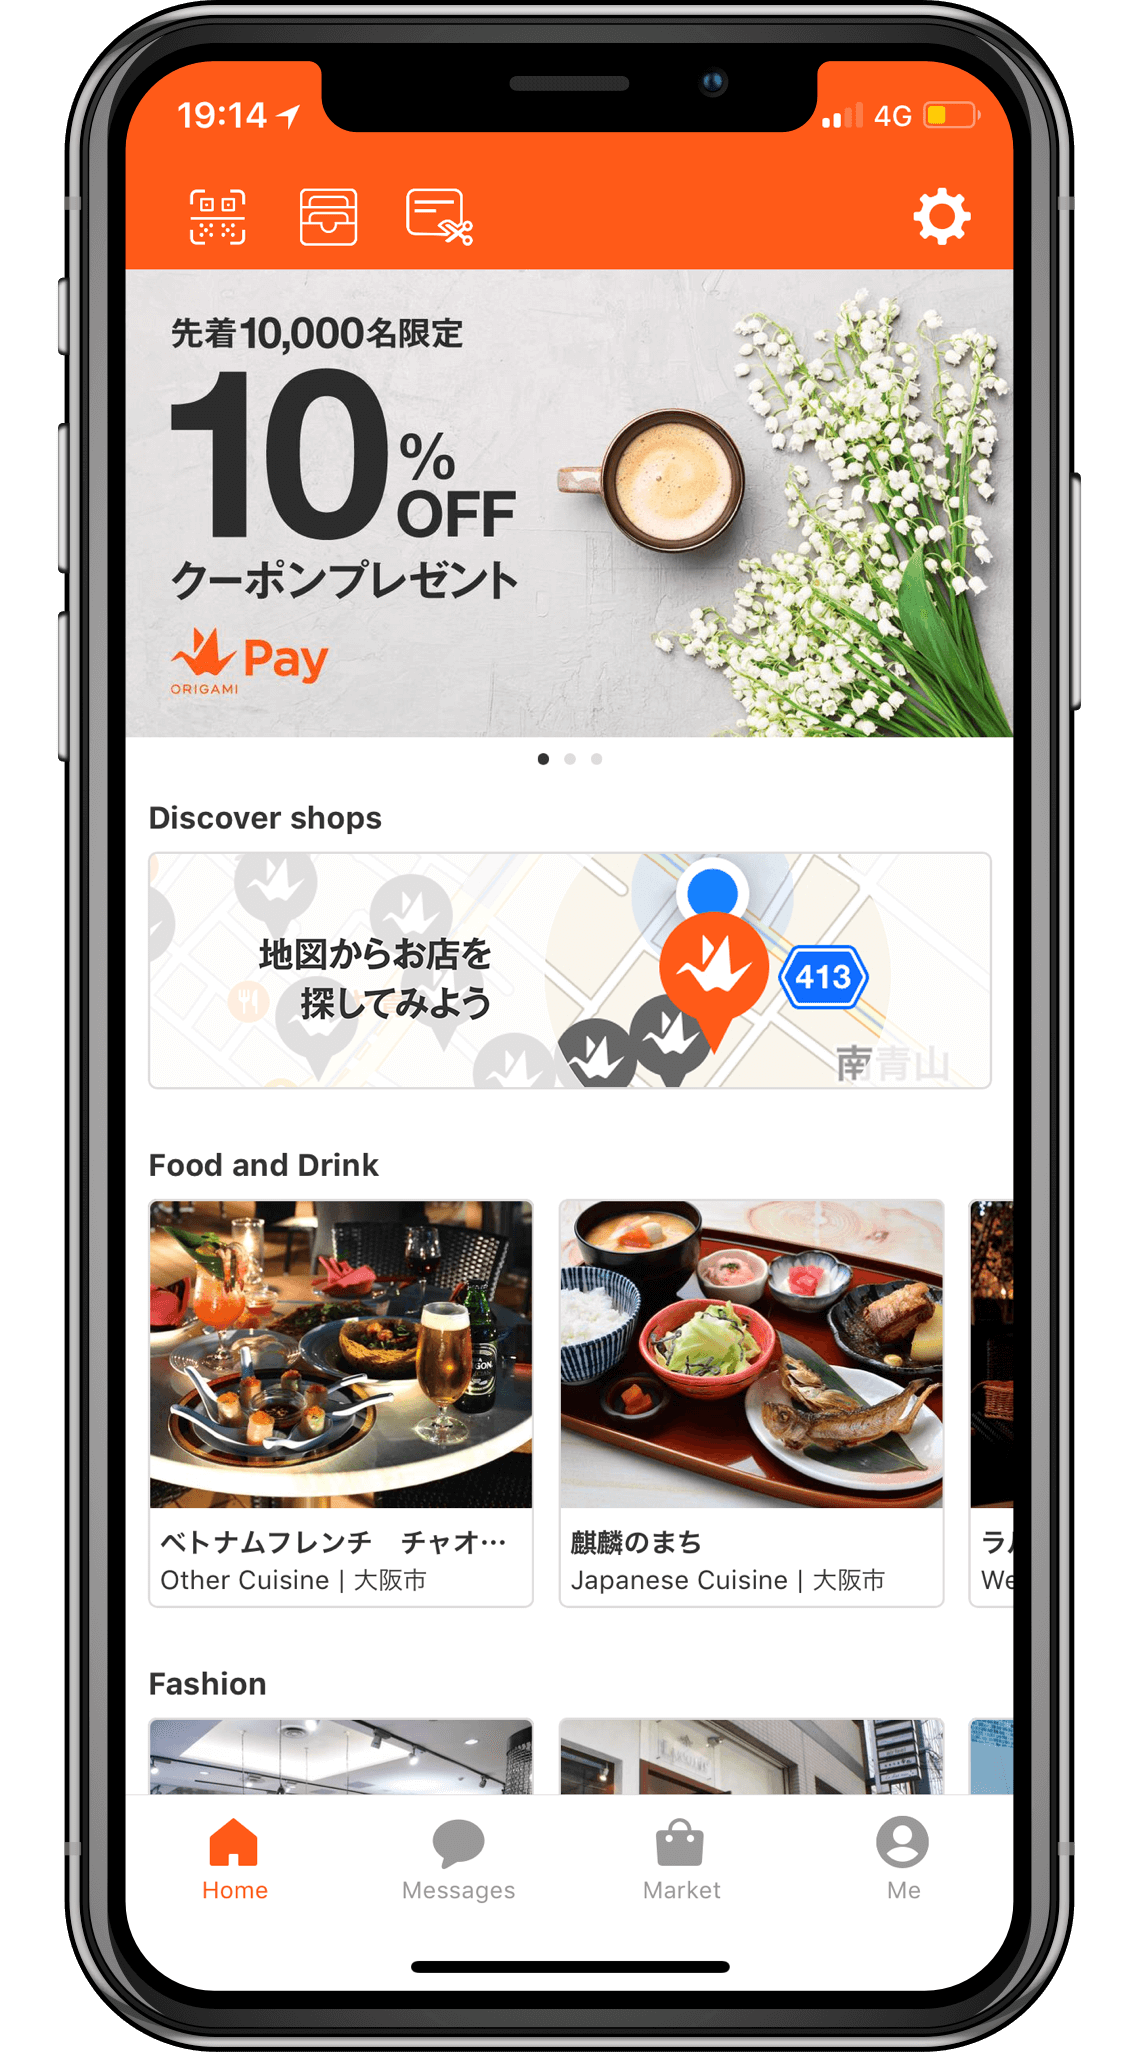 19:14
4G
先着10,000名限定
10%
OFF
クーポンプレゼント
Pay
ORIGAMI
Discover shops
地図からお店を
探してみよう
413
南青山
Food and Drink
ベトナムフレンチ　チャオ…
Other Cuisine | 大阪市
麒麟のまち
Japanese Cuisine | 大阪市
We
Fashion
Home
Messages
Market
Me